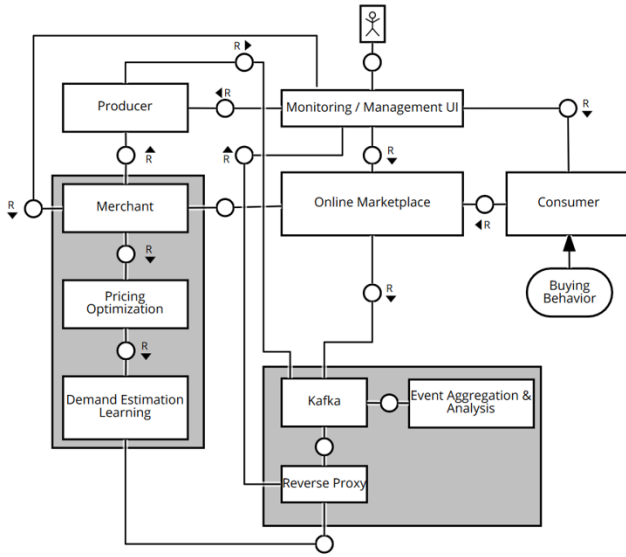 R
Producer
R
Monitoring / Management UI
R
R
R
R
R
Merchant
Online Marketplace
Consumer
R
R
Pricing
Optimization
R
Buying
Behavior
R
Demand Estimation
Learning
Kafka
Event Aggregation &
Analysis
Reverse Proxy